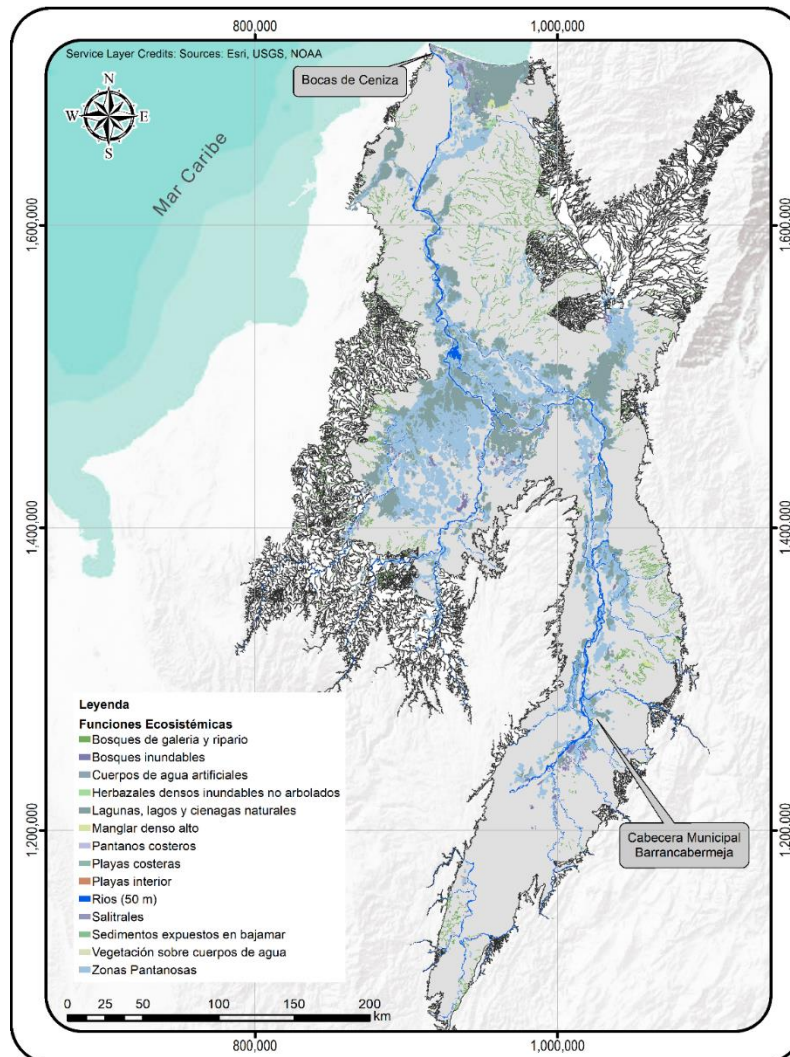 800,000
1,000,000
Service Layer Credits: Sources: Esri, USGS, NOAA
Bocas de Ceniza
N
W
E
S
Mar Caribe
1,600,000
1,600,000
1,400,000
1,400,000
Leyenda
Funciones Ecosistémicas
Bosques de galeria y ripario
Bosques inundables
Cuerpos de agua artificiales
Herbazales densos inundables no arbolados
Lagunas, lagos y cienagas naturales
Manglar denso alto
Pantanos costeros
Playas costeras
Playas interior
Rios (50 m)
Salitrales
Sedimentos expuestos en bajamar
Vegetación sobre cuerpos de agua
Zonas Pantanosas
1,200,000
1,200,000
Cabecera Municipal
Barrancabermeja
0 25 50 100 150 200
km
800,000
1,000,000